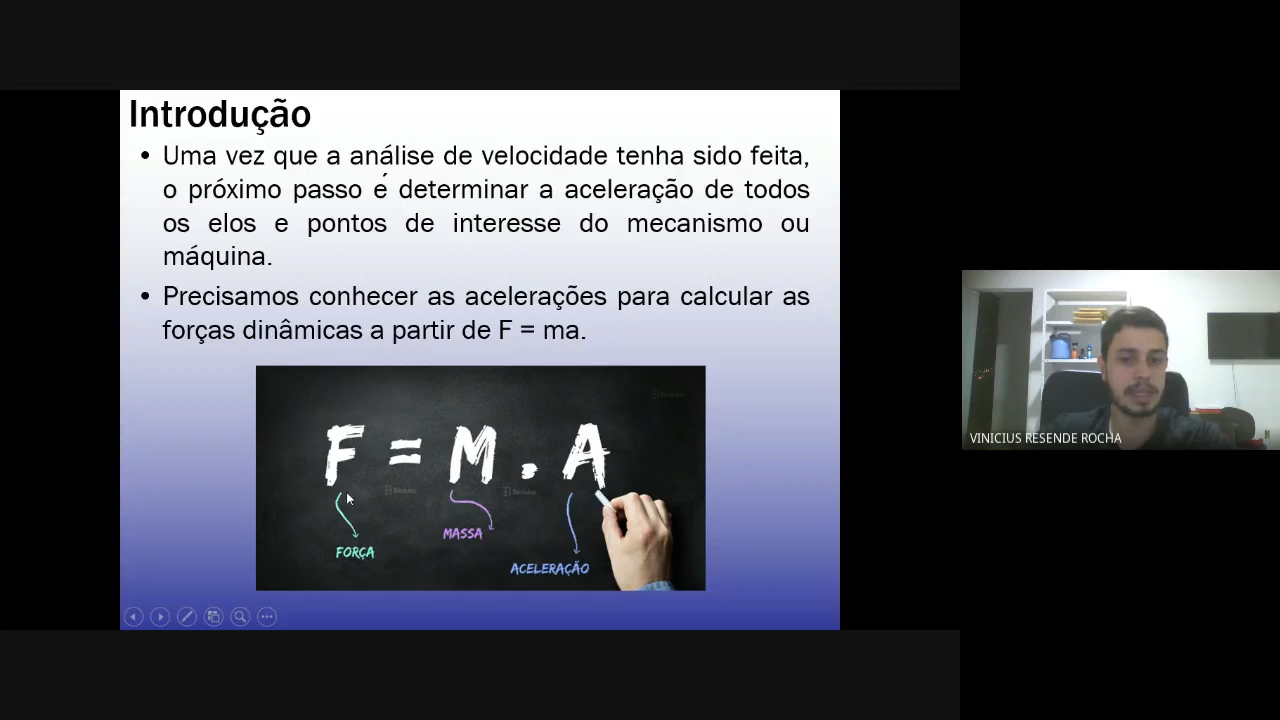 Introdução
• Uma vez que a análise de velocidade tenha sido feita,
o próximo passo é determinar a aceleração de todos
os elos e pontos de interesse do mecanismo ou
máquina.
• Precisamos conhecer as acelerações para calcular as
forças dinâmicas a partir de F = ma.
F = M . A
FORÇA
MASSA
ACELERAÇÃO
VINICIUS RESENDE ROCHA